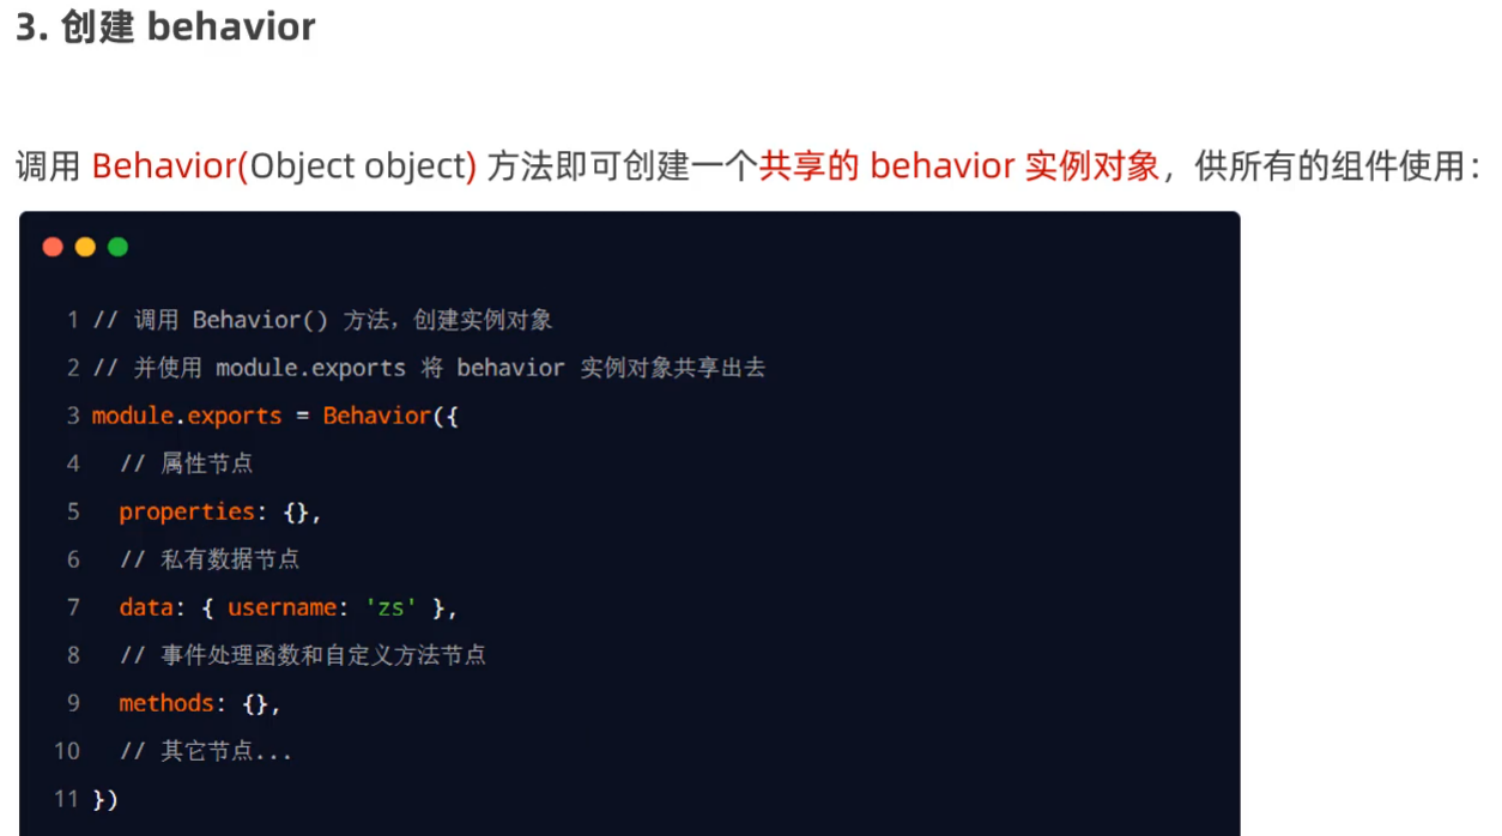 3. 创建 behavior
调用 Behavior(Object object) 方法即可创建一个共享的 behavior 实例对象，供所有的组件使用：
1 // 调用 Behavior() 方法，创建实例对象
2 // 并使用 module.exports 将 behavior 实例对象共享出去
3 module.exports = Behavior({
4   // 属性节点
5   properties: {},
6   // 私有数据节点
7   data: { username: 'zs' },
8   // 事件处理函数和自定义方法节点
9   methods: {},
10   // 其它节点...
11 })